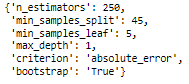 {'n_estimators': 250,
'min_samples_split': 45,
'min_samples_leaf': 5,
'max_depth': 1,
'criterion': 'absolute_error',
'bootstrap': 'True'}